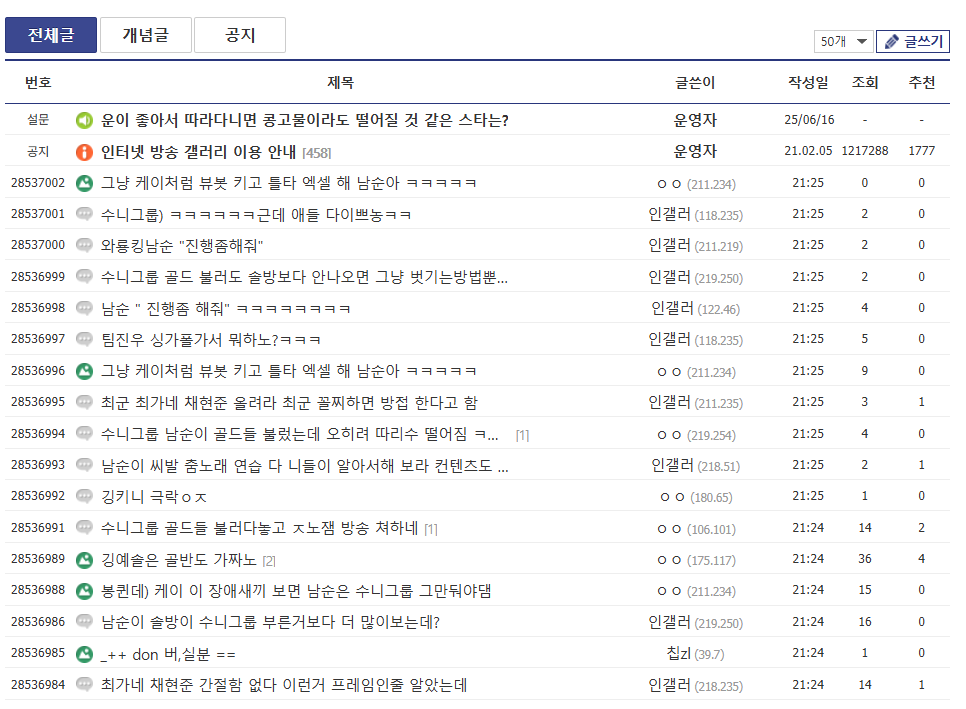 전체글 개념글 공지
50개 글쓰기
번호 제목 글쓴이 작성일 조회 추천
설문 운이 좋아서 따라다니면 콩고물이라도 떨어질 것 같은 스타는? 운영자 25/06/16 - -
공지 인터넷 방송 갤러리 이용 안내 [458] 운영자 21.02.05 1217288 1777
28537002 그냥 케이처럼 뷰봇 키고 틀타 엑셀 해 남순아 ㅋㅋㅋㅋㅋ ㅇㅇ (211.234) 21:25 0 0
28537001 수니그룹) ㅋㅋㅋㅋㅋㅋ근데 애들 다이쁘농ㅋㅋ 인갤러 (118.235) 21:25 2 0
28537000 와룡킹남순 "진행좀해줘" 인갤러 (211.219) 21:25 2 0
28536999 수니그룹 골드 불러도 솔방보다 안나오면 그냥 벗기는방법뿐... 인갤러 (219.250) 21:25 2 0
28536998 남순 " 진행좀 해줘" ㅋㅋㅋㅋㅋㅋㅋㅋ 인갤러 (122.46) 21:25 4 0
28536997 팀진우 싱가폴가서 뭐하노?ㅋㅋㅋ 인갤러 (118.235) 21:25 5 0
28536996 그냥 케이처럼 뷰봇 키고 틀타 엑셀 해 남순아 ㅋㅋㅋㅋㅋ ㅇㅇ (211.234) 21:25 9 0
28536995 최군 최가네 채현준 올려라 최군 꼴찌하면 방접 한다고 함 인갤러 (211.235) 21:25 3 1
28536994 수니그룹 남순이 골드들 불렀는데 오히려 따리수 떨어짐 ㅋ... [1] ㅇㅇ (219.254) 21:25 4 0
28536993 남순이 씨발 춤노래 연습 다 니들이 알아서해 보라 컨텐츠도 ... 인갤러 (218.51) 21:25 2 1
28536992 깅키니 극락ㅇㅈ ㅇㅇ (180.65) 21:25 1 0
28536991 수니그룹 골드들 불러다놓고 ㅈ노잼 방송 쳐하네 [1] ㅇㅇ (106.101) 21:24 14 2
28536989 깅예솔은 골반도 가짜노 [2] ㅇㅇ (175.117) 21:24 36 4
28536988 봉퀸데) 케이 이 장애새끼 보면 남순은 수니그룹 그만둬야댐 ㅇㅇ (211.234) 21:24 15 0
28536986 남순이 솔방이 수니그룹 부른거보다 더 많이보는데? 인갤러 (219.250) 21:24 16 0
28536985 _++ don 버,실분 == 칩zl (39.7) 21:24 1 0
28536984 최가네 채현준 간절함 없다 이런거 프레임인줄 알았는데 인갤러 (218.235) 21:24 14 1